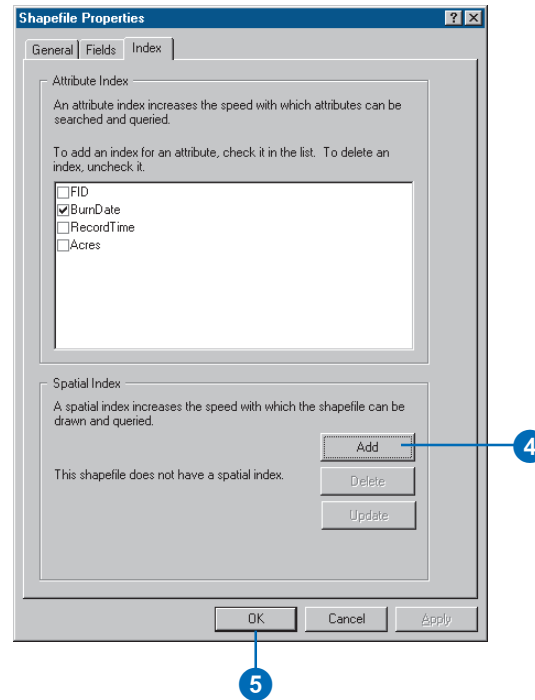 Shapefile Properties
General Fields Index
Attribute Index
An attribute index increases the speed with which attributes can be
searched and queried.
To add an index for an attribute, check it in the list. To delete an
index, uncheck it.
FID
BurnDate
RecordTime
Acres
Spatial Index
A spatial index increases the speed with which the shapefile can be
drawn and queried.
Add
4
This shapefile does not have a spatial index.
Delete
Update
OK Cancel Apply
5